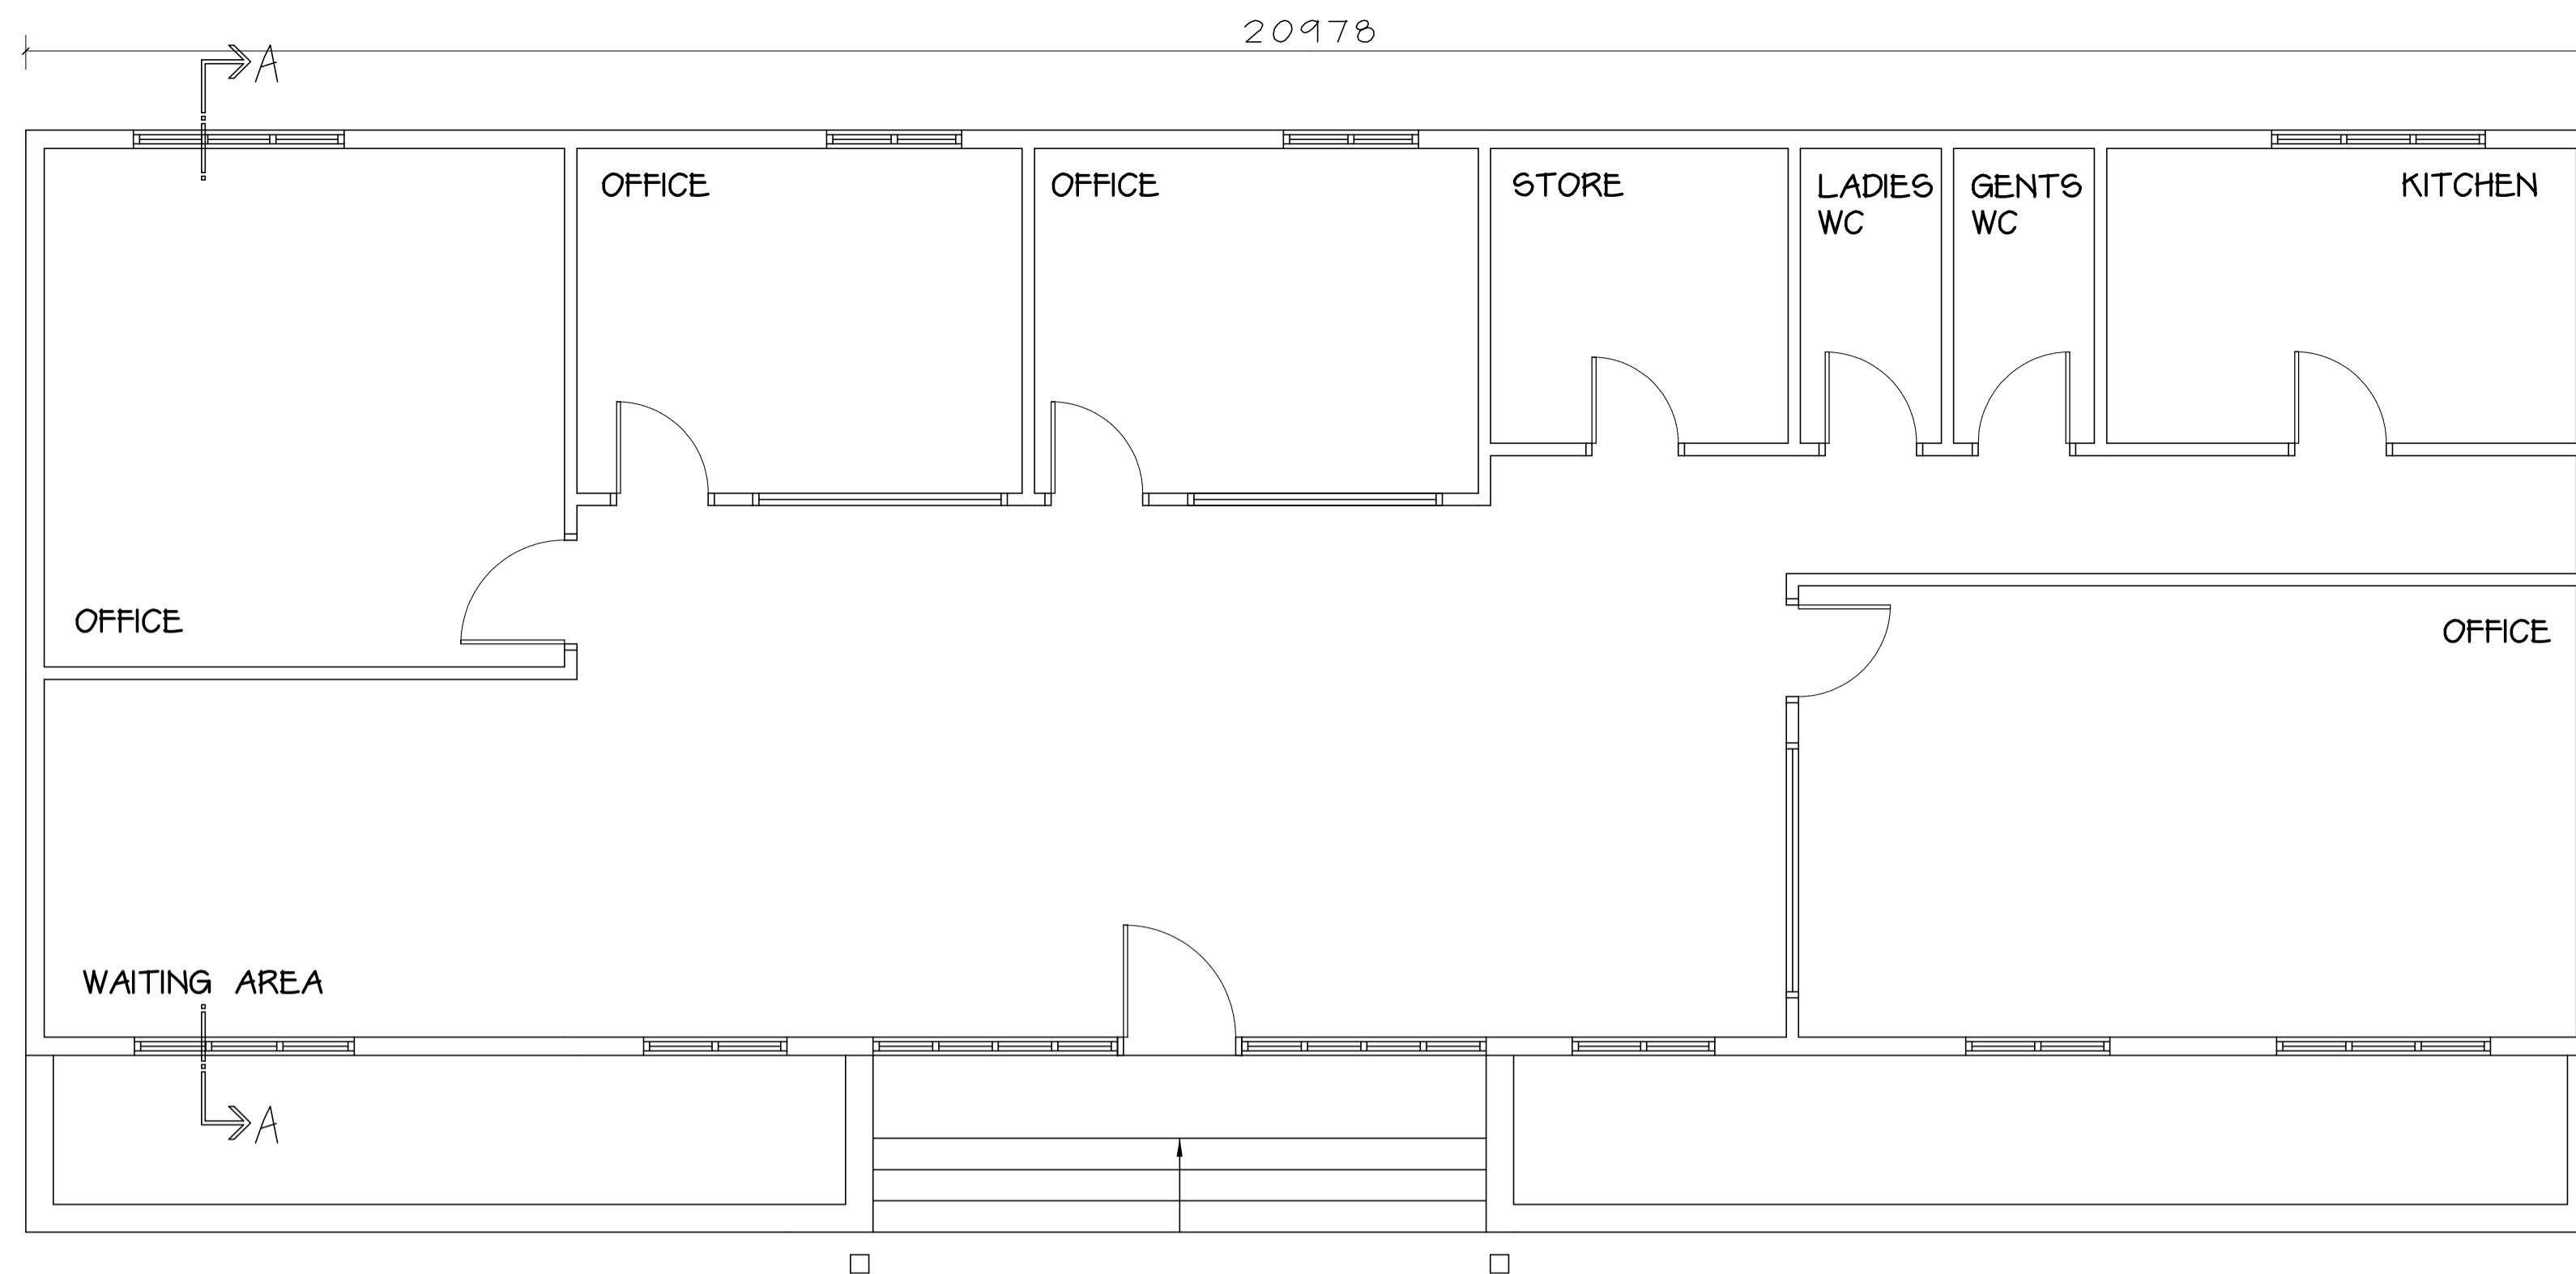 20978
A
OFFICE
OFFICE
STORE
LADIES
WC
GENTS
WC
KITCHEN
OFFICE
OFFICE
WAITING AREA
A